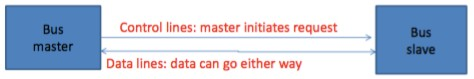 Bus
master
Control lines: master initiates request
Data lines: data can go either way
Bus
slave